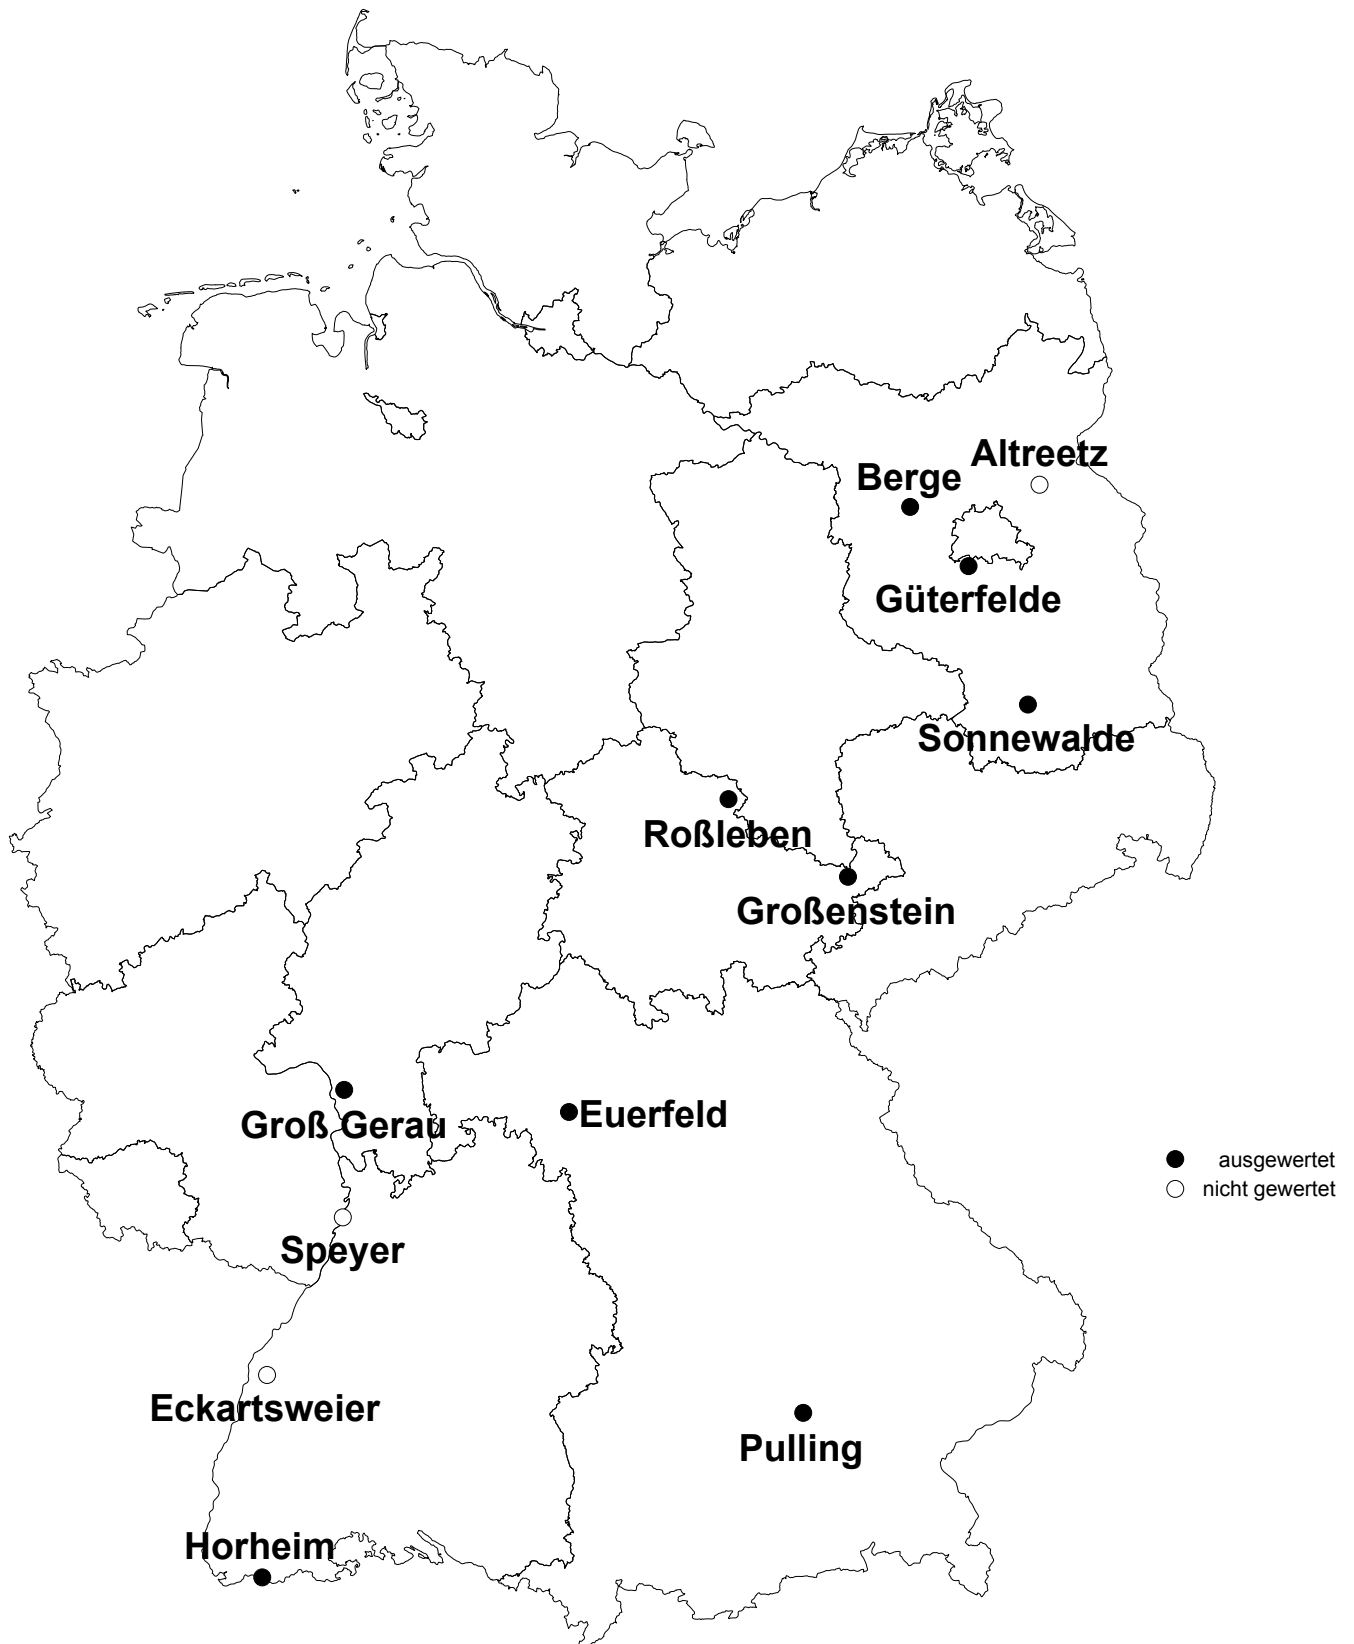 Altreetz
Berge
Güterfelde
Sonnewalde
Roßleben
Großenstein
Groß Gerau
Euerfeld
ausgewertet
nicht gewertet
Speyer
Eckartsweier
Pulling
Horheim